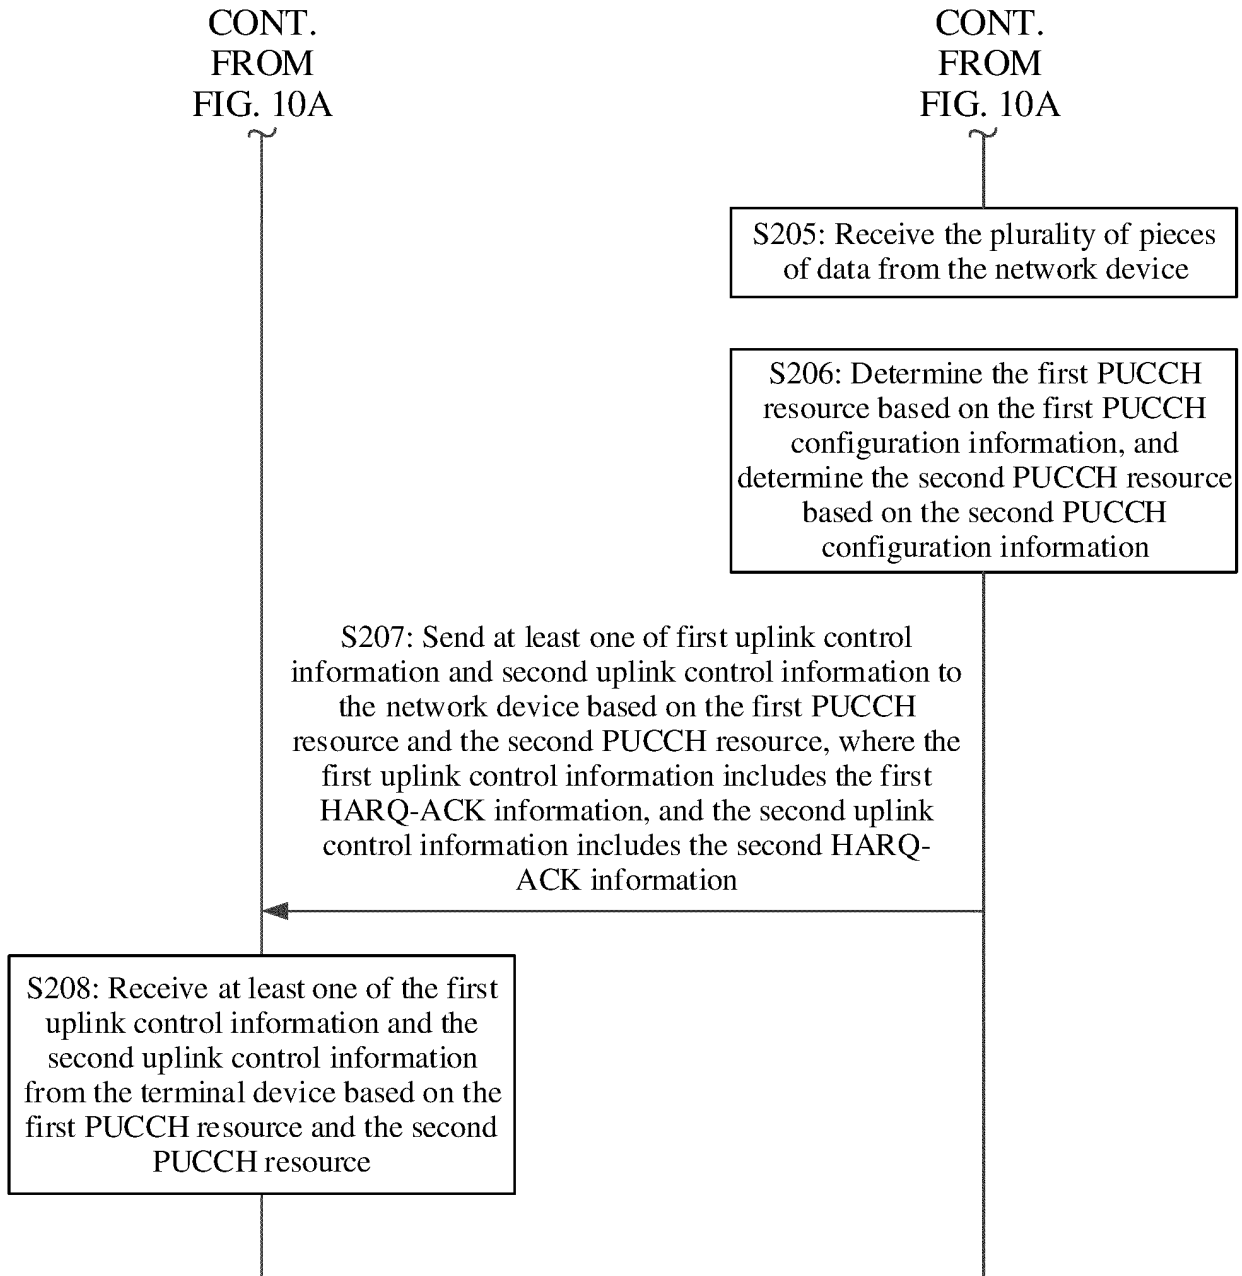 CONT.
FROM
FIG. 10A
CONT.
FROM
FIG. 10A
S205: Receive the plurality of pieces
of data from the network device
S206: Determine the first PUCCH
resource based on the first PUCCH
configuration information, and
determine the second PUCCH resource
based on the second PUCCH
configuration information
S207: Send at least one of first uplink control
information and second uplink control information to
the network device based on the first PUCCH
resource and the second PUCCH resource, where the
first uplink control information includes the first
HARQ-ACK information, and the second uplink
control information includes the second HARQ-
ACK information
S208: Receive at least one of the first
uplink control information and the
second uplink control information
from the terminal device based on the
first PUCCH resource and the second
PUCCH resource